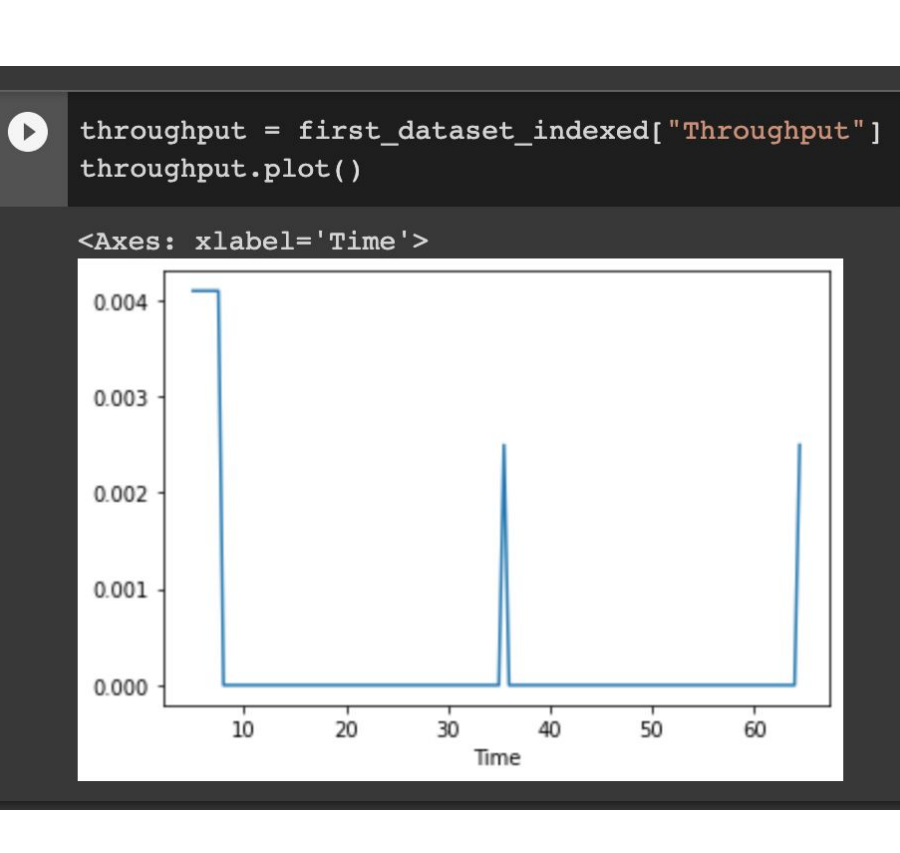 throughput = first_dataset_indexed["Throughput"]
throughput.plot()
<Axes: xlabel='Time'>
0.004
0.003
0.002
0.001
0.000
10 20 30 40 50 60
Time